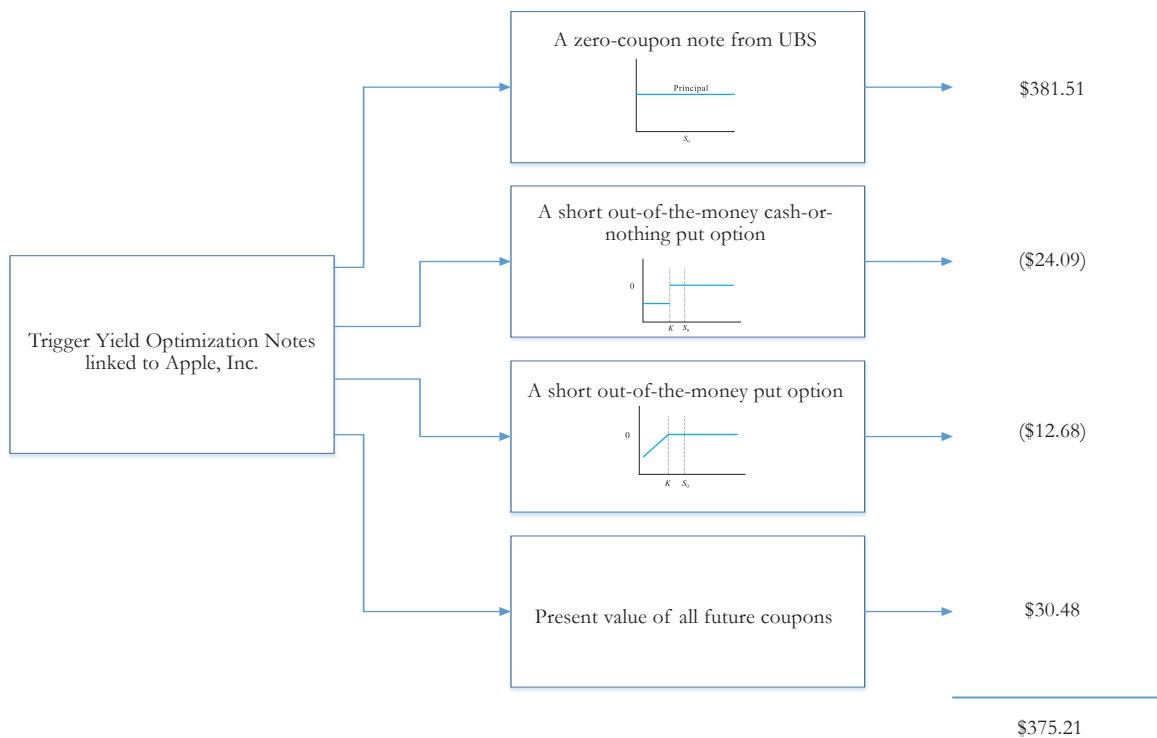 A zero-coupon note from UBS
Principal
S₀
$381.51
A short out-of-the-money cash-or-
nothing put option
0
K S₀
($24.09)
Trigger Yield Optimization Notes
linked to Apple, Inc.
A short out-of-the-money put option
0
K S₀
($12.68)
Present value of all future coupons
$30.48
$375.21